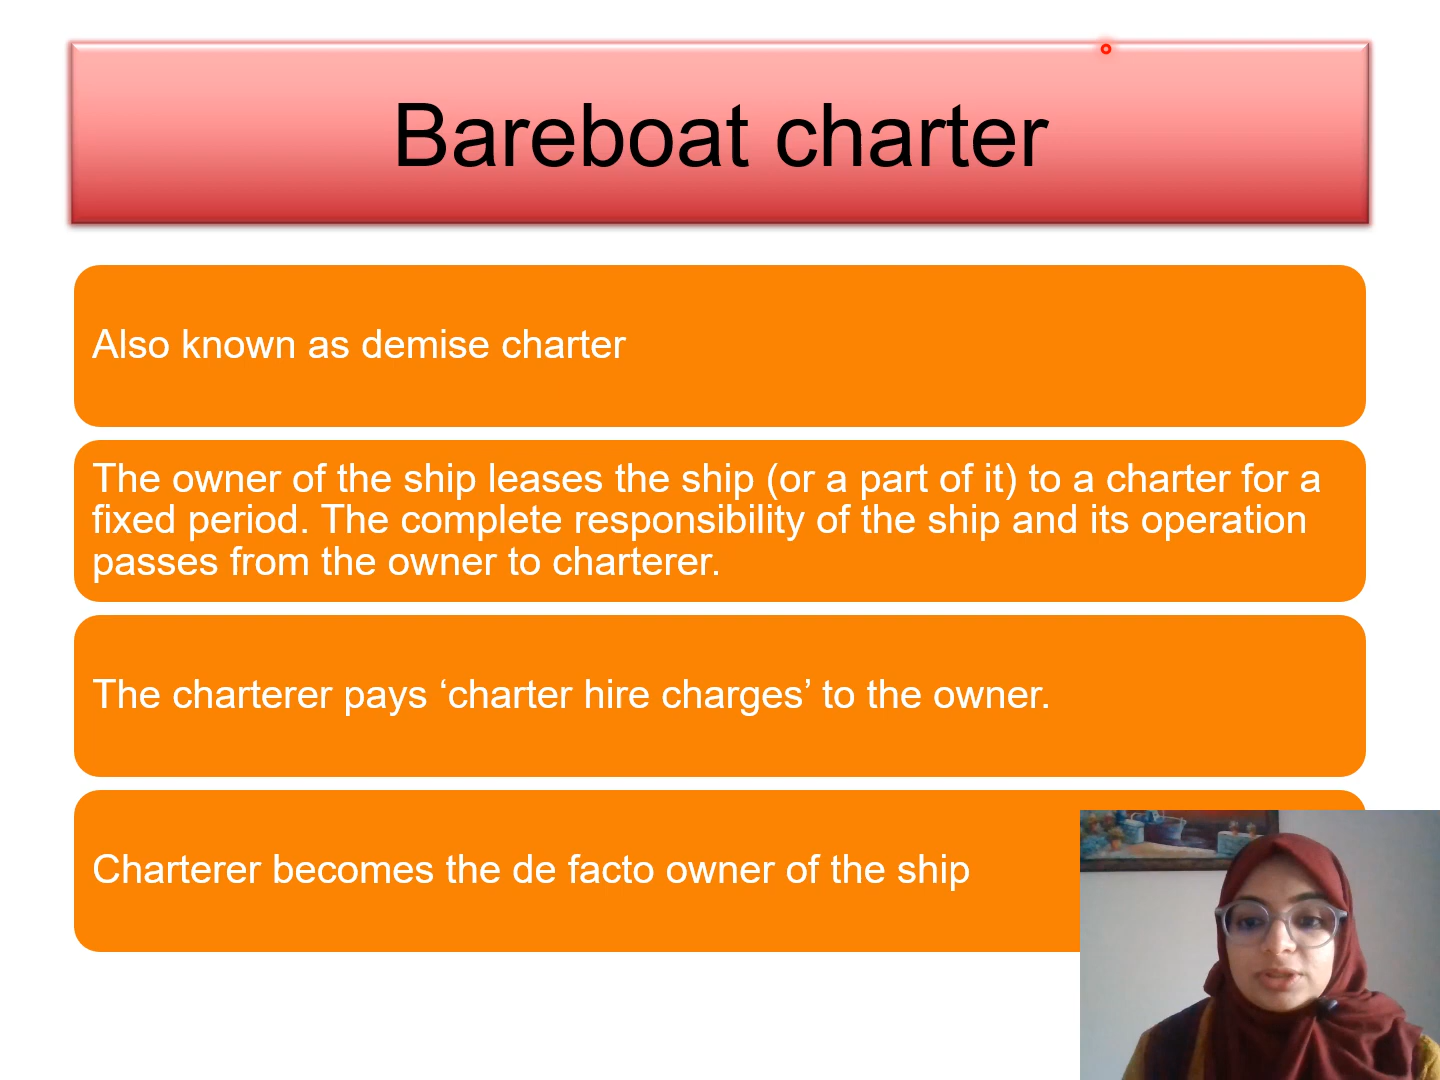 Bareboat charter
Also known as demise charter
The owner of the ship leases the ship (or a part of it) to a charter for a
fixed period. The complete responsibility of the ship and its operation
passes from the owner to charterer.
The charterer pays ‘charter hire charges’ to the owner.
Charterer becomes the de facto owner of the ship